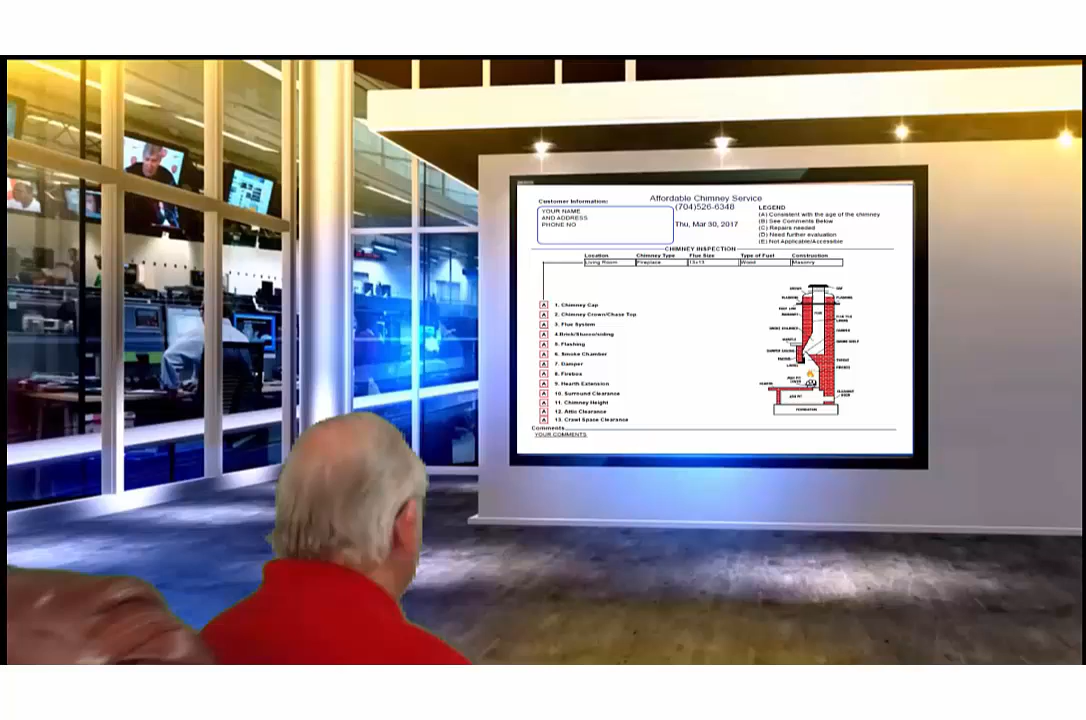 Affordable Chimney Service
Customer Information:
(704)526-6348
YOUR NAME
AND ADDRESS
PHONE NO
Thu, Mar 30, 2017
LEGEND
(A) Consistent with the age of the chimney
(B) See Comments Below
(C) Repairs needed
(D) Need further evaluation
(E) Not Applicable/Accessible
CHIMNEY INSPECTION
Location Chimney Type Flue Size Type of Fuel Construction
Living Room Fireplace 13x13 Wood Masonry
A 1. Chimney Cap
A 2. Chimney Crown/Chase Top
A 3. Flue System
A 4.Brick/Stucco/siding
A 5. Flashing
A 6. Smoke Chamber
A 7. Damper
A 8. Firebox
A 9. Hearth Extension
A 10. Surround Clearance
A 11. Chimney Height
A 12. Attic Clearance
A 13. Crawl Space Clearance
FLUE
ASH PIT
FOUNDATION
Comments
YOUR COMMENTS